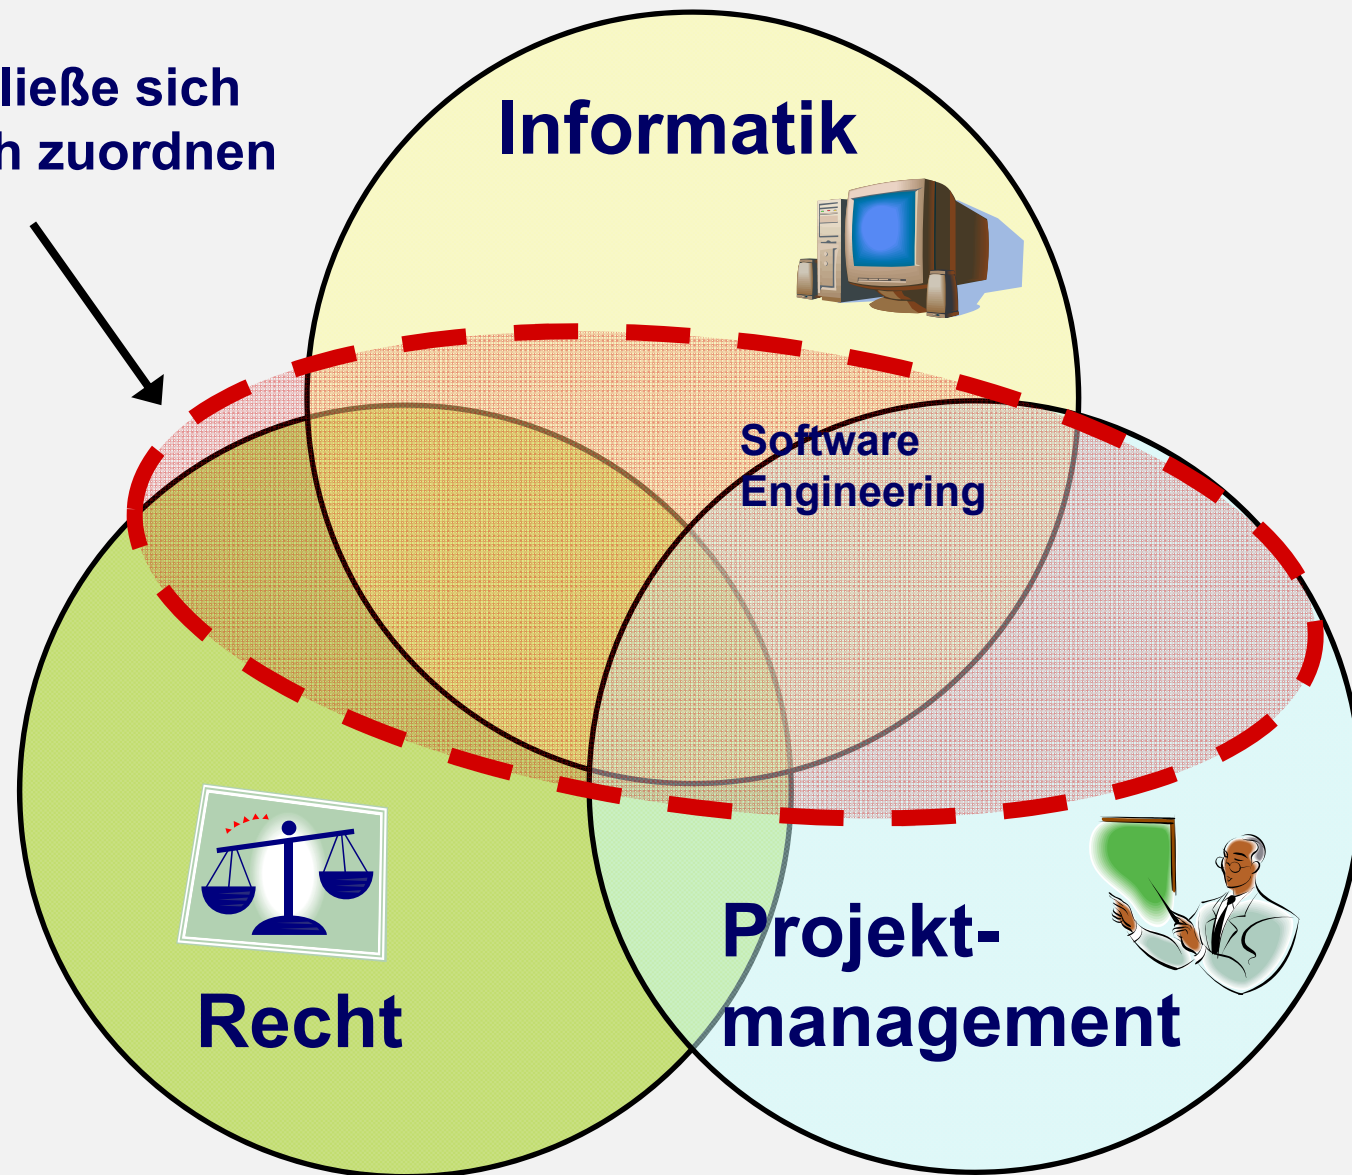 ließe sich
h zuordnen
Informatik
Software
Engineering
Projekt-
management
Recht